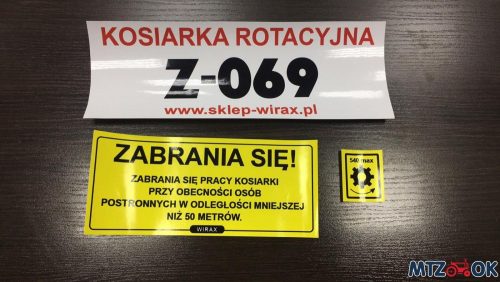 KOSIARKA ROTACYJNA
Z-069
www.sklep-wirax.pl
ZABRANIA SIĘ!
ZABRANIA SIĘ PRACY KOSIARKI
PRZY OBECNOŚCI OSÓB
POSTRONNYCH W ODLEGŁOŚCI MNIEJSZEJ
NIŻ 50 METRÓW.
WIRAX
540 max
MTZ OK